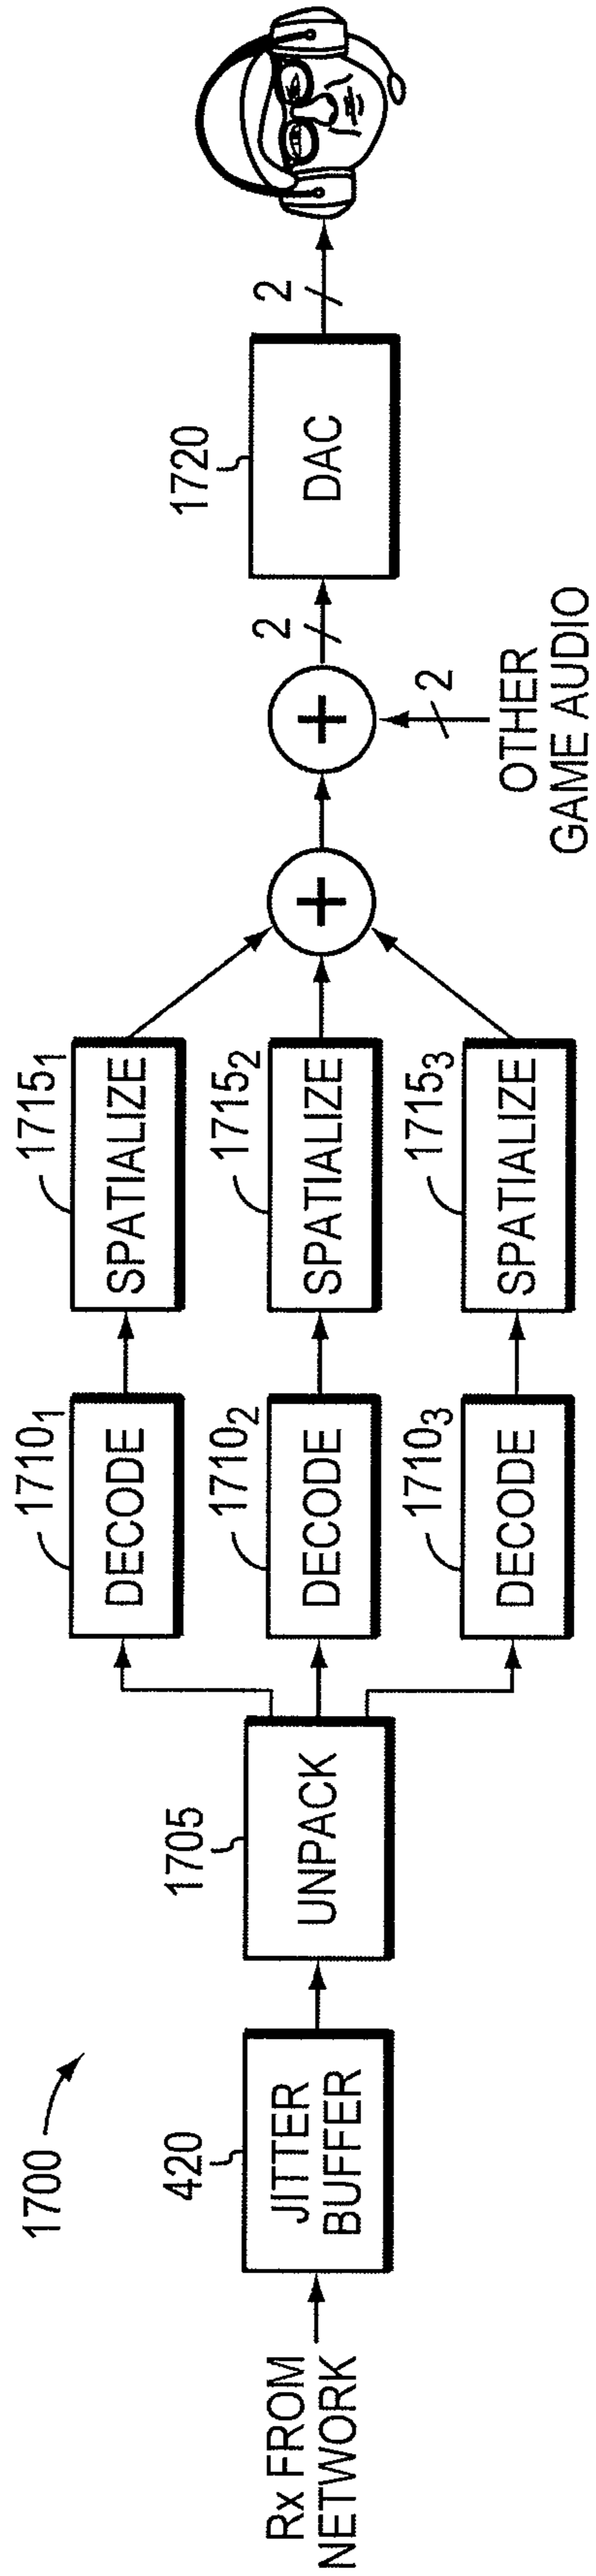 1700
Rx FROM
NETWORK
420
JITTER
BUFFER
1705
UNPACK
1710₁
DECODE
1710₂
DECODE
1710₃
DECODE
1715₁
SPATIALIZE
1715₂
SPATIALIZE
1715₃
SPATIALIZE
+
+
2
OTHER
GAME AUDIO
2
1720
DAC
2